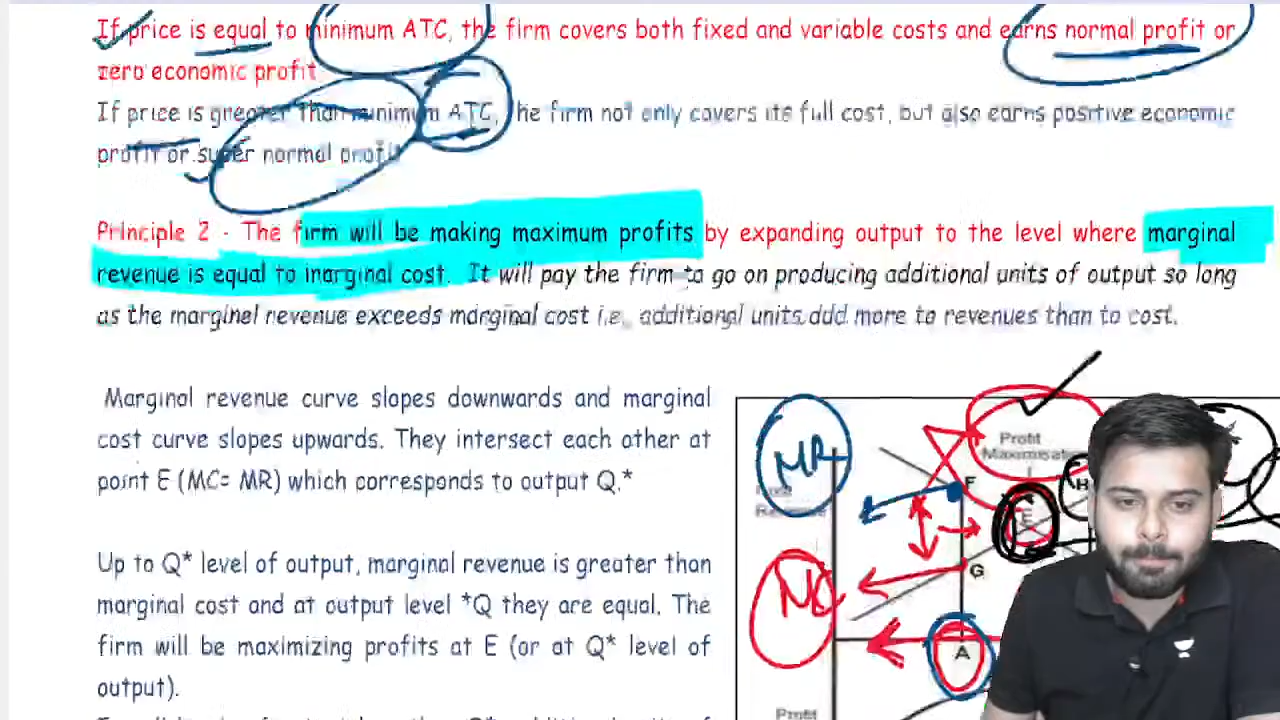 If price is equal to minimum ATC, the firm covers both fixed and variable costs and earns normal profit or
zero economic profit
If price is greater than minimum ATC, he firm not only covers its full cost, but also earns positive economic
profit or super normal profit
Principle 2 - The firm will be making maximum profits by expanding output to the level where marginal
revenue is equal to marginal cost. It will pay the firm to go on producing additional units of output so long
as the marginel revenue exceeds marginal cost i.e., additional units add more to revenues than to cost.
Marginal revenue curve slopes downwards and marginal
cost curve slopes upwards. They intersect each other at
point E (MC= MR) which corresponds to output Q.*
Up to Q* level of output, marginal revenue is greater than
marginal cost and at output level *Q they are equal. The
firm will be maximizing profits at E (or at Q* level of
output).
MR
Profit
F
E
G
MC
A
Profit